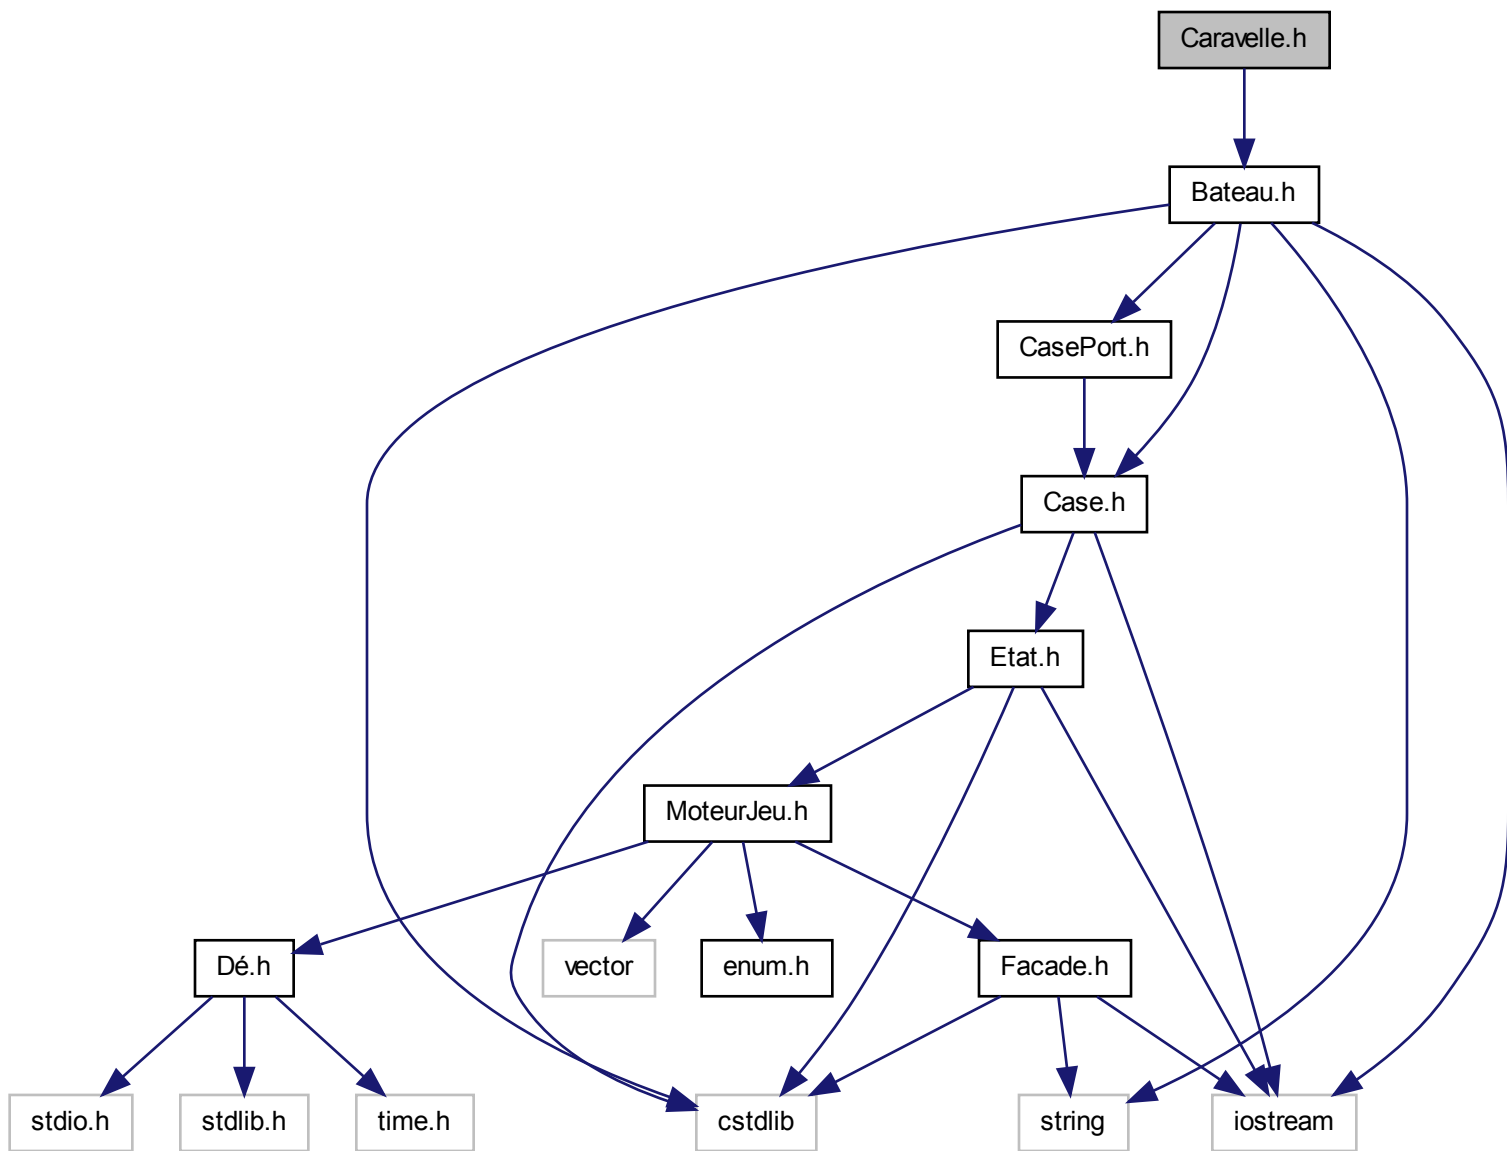 Caravelle.h
Bateau.h
CasePort.h
Case.h
Etat.h
MoteurJeu.h
Dé.h
vector
enum.h
Facade.h
stdio.h
stdlib.h
time.h
cstdlib
string
iostream